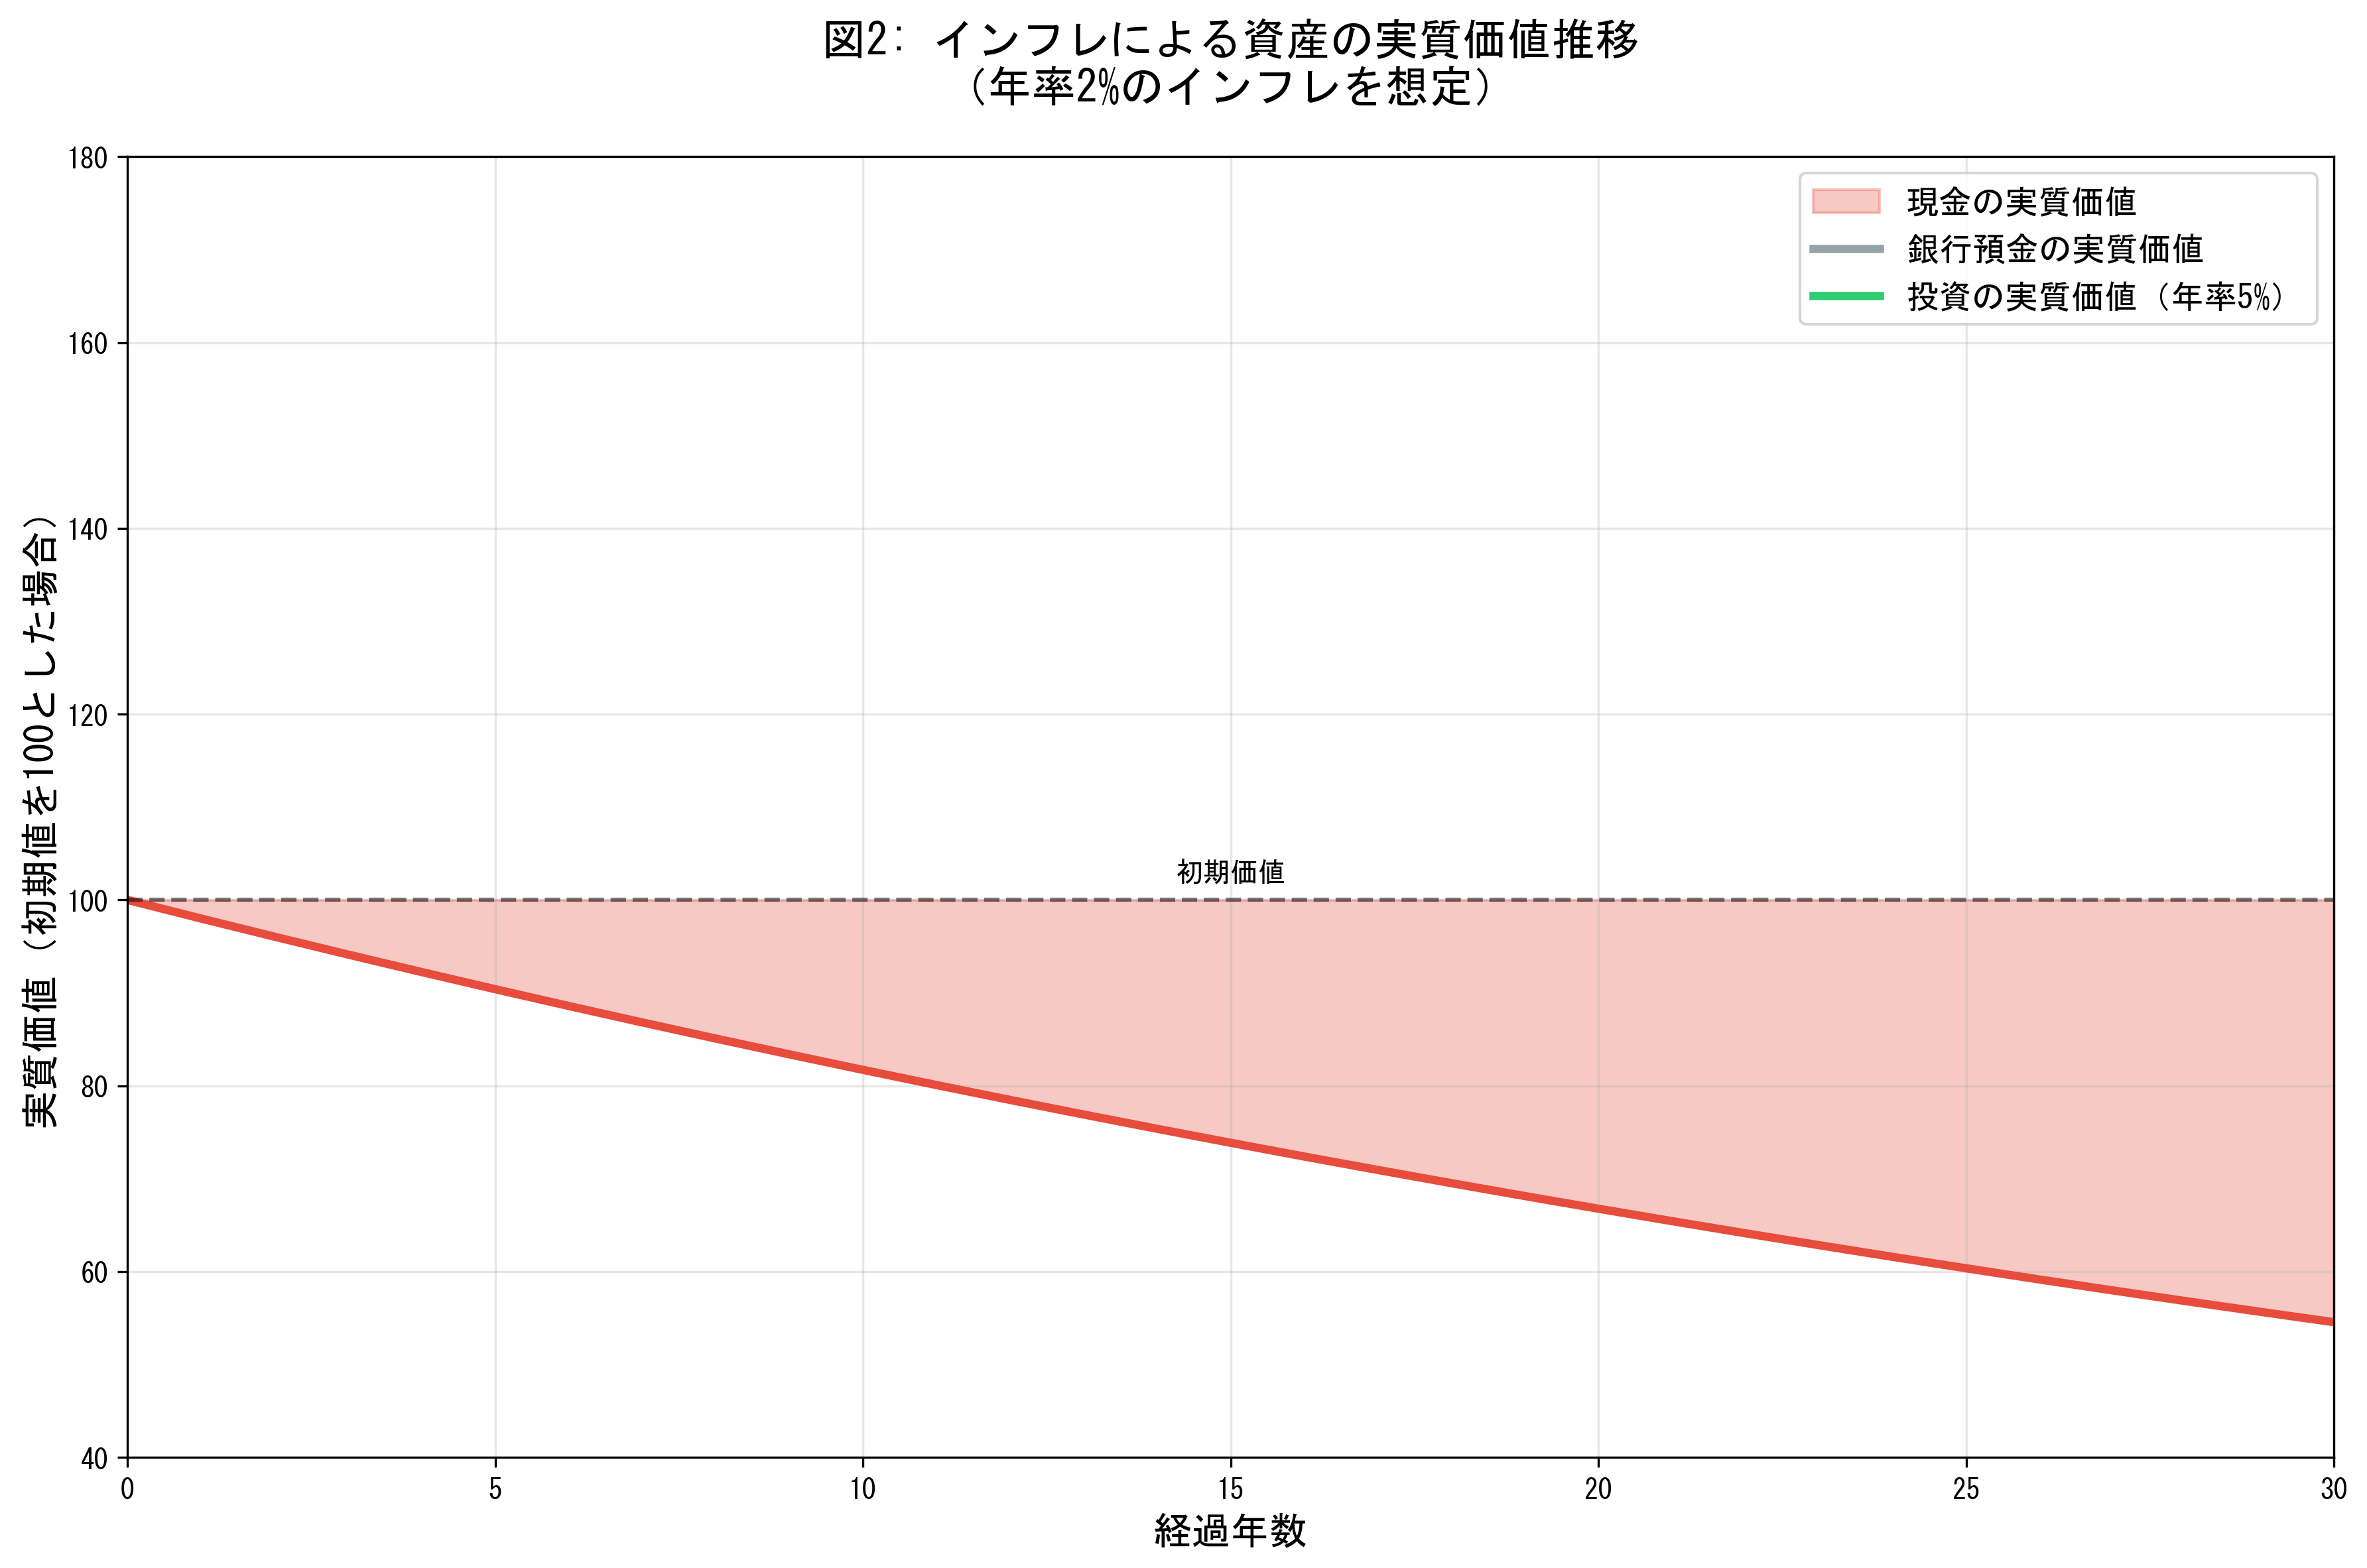 図2: インフレによる資産の実質価値推移
（年率2%のインフレを想定）
180
160
140
120
100
80
60
40
実質価値（初期値を100とした場合）
現金の実質価値
銀行預金の実質価値
投資の実質価値（年率5%）
初期価値
0 5 10 15 20 25 30
経過年数